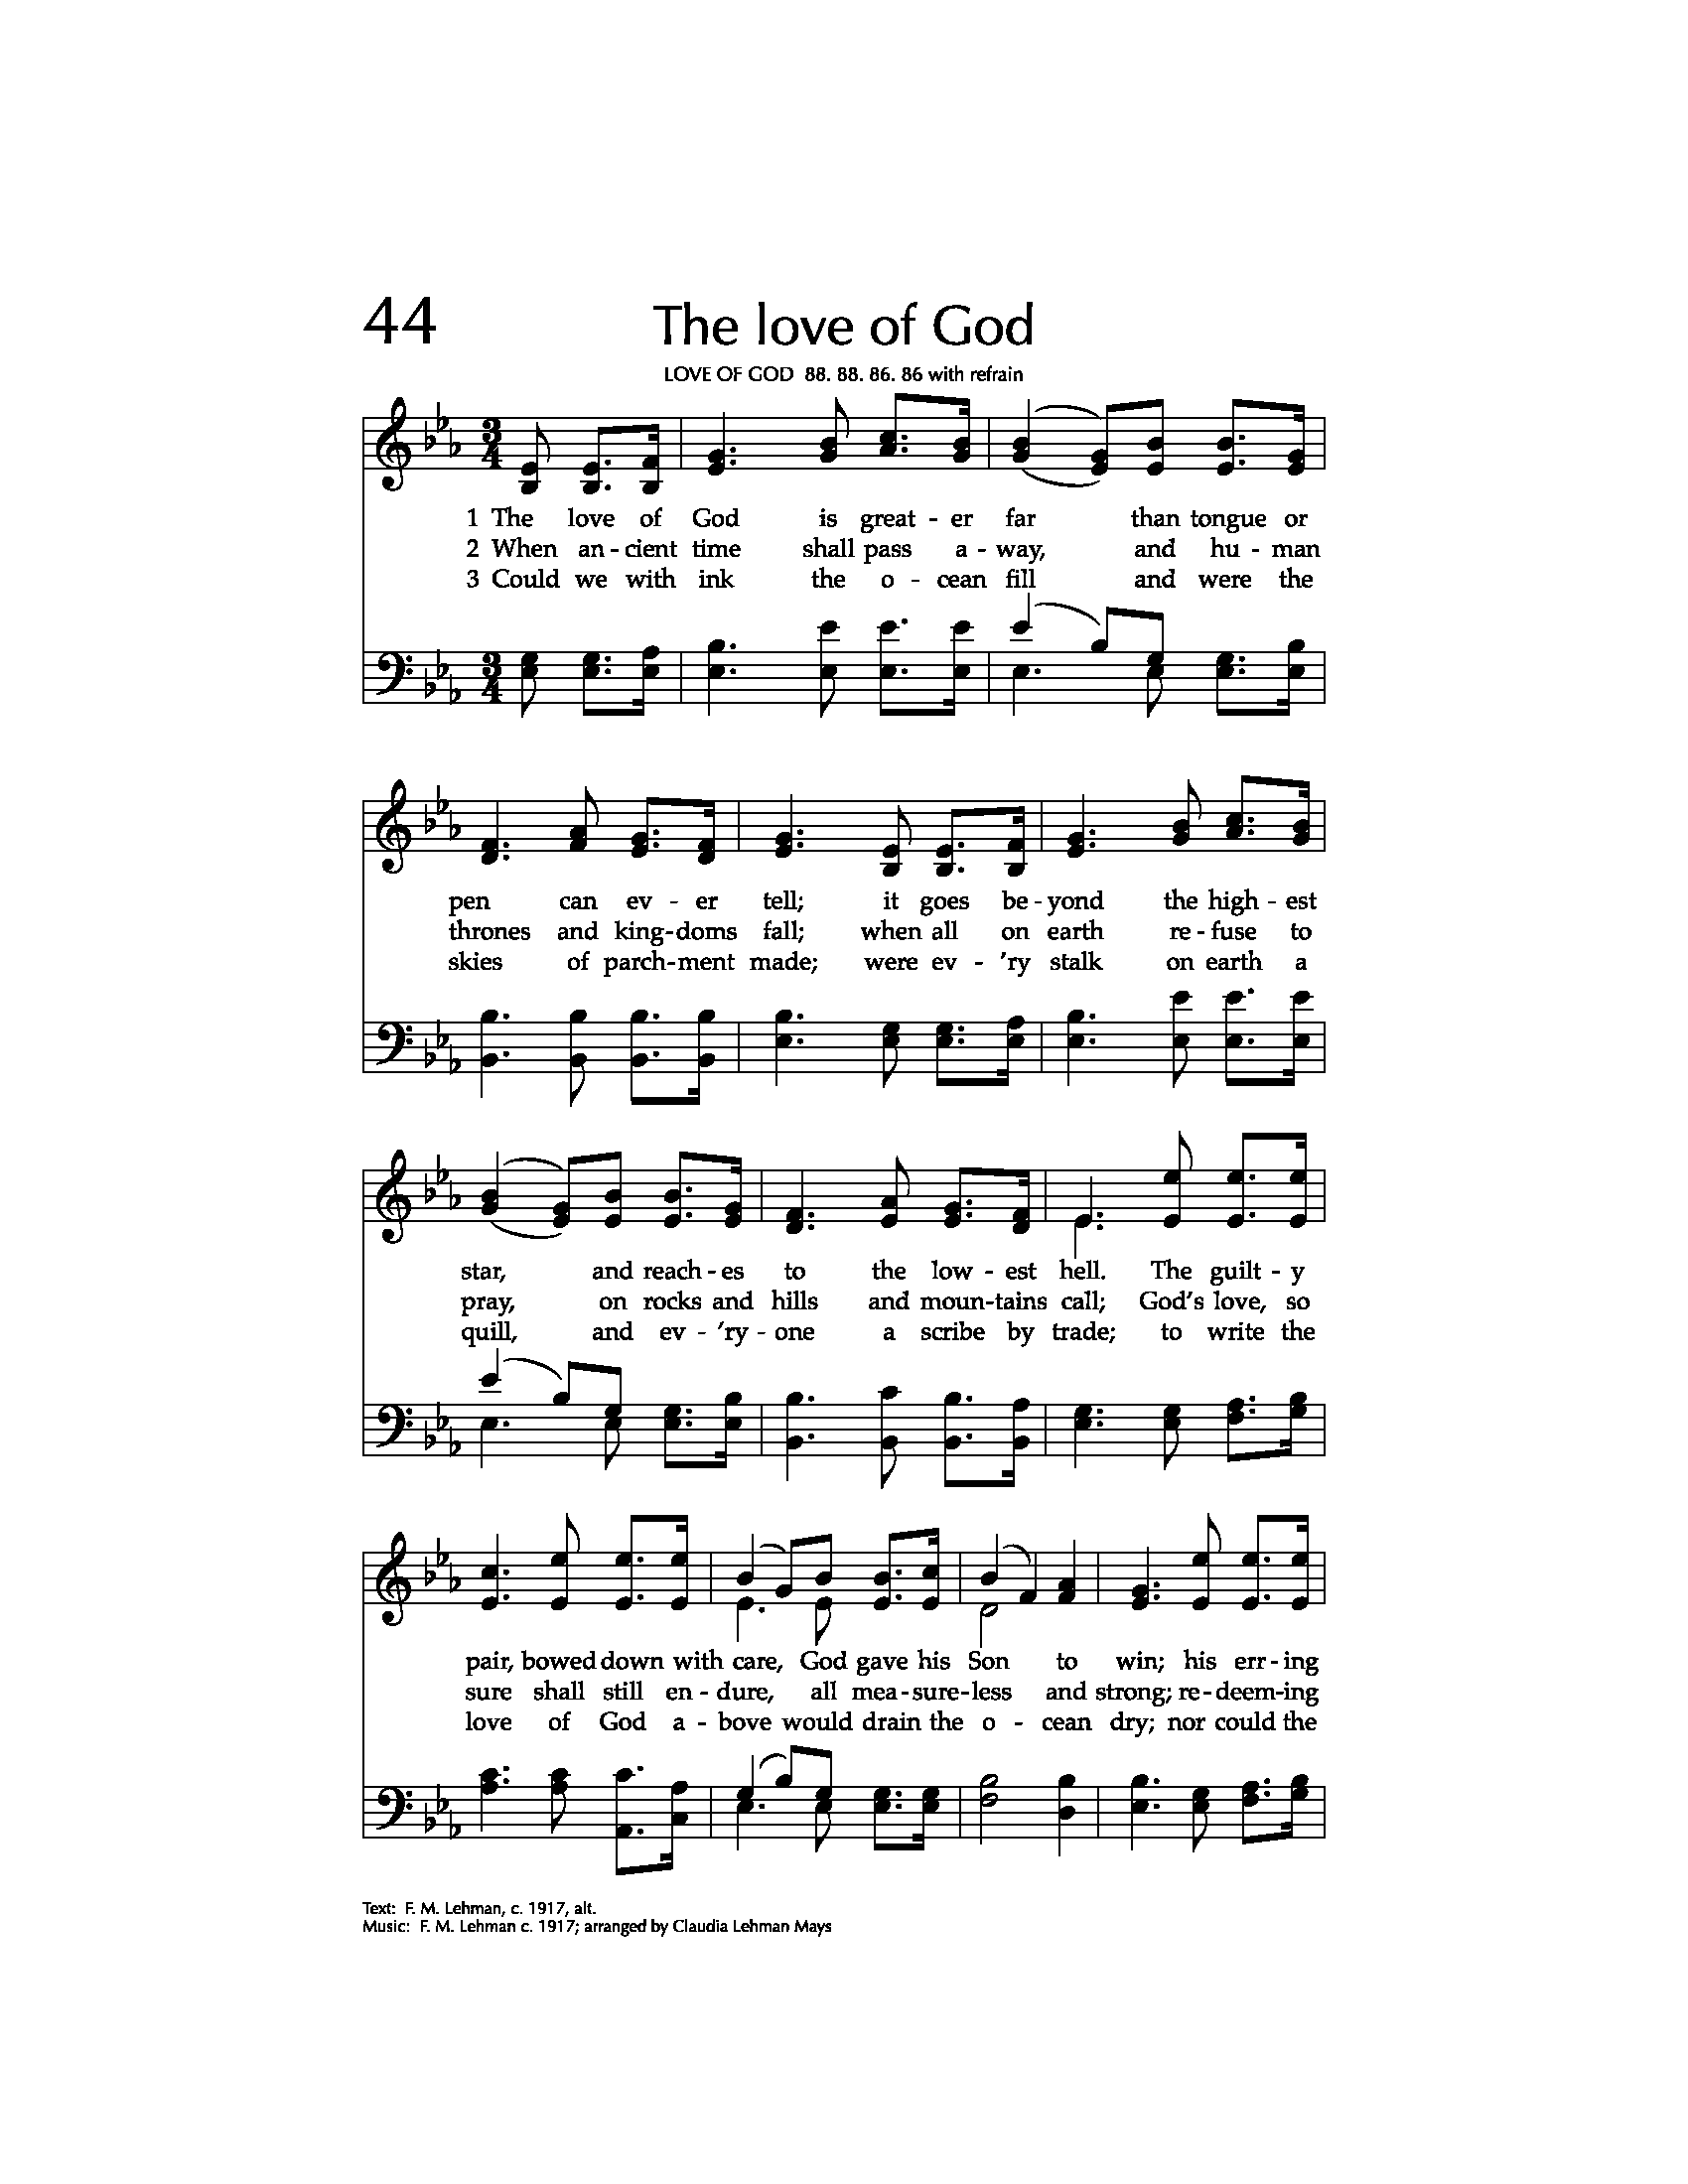 44 The love of God
LOVE OF GOD 88. 88. 86. 86 with refrain
1 The love of God is great - er far than tongue or
2 When an - cient time shall pass a - way, and hu - man
3 Could we with ink the o - cean fill and were the
pen can ev - er tell; it goes be - yond the high - est
thrones and king - doms fall; when all on earth re - fuse to
skies of parch - ment made; were ev - 'ry stalk on earth a
star, and reach - es to the low - est hell. The guilt - y
pray, on rocks and hills and moun - tains call; God's love, so
quill, and ev - 'ry - one a scribe by trade; to write the
pair, bowed down with care, God gave his Son to win; his err - ing
sure shall still en - dure, all mea - sure - less and strong; re - deem - ing
love of God a - bove would drain the o - cean dry; nor could the
Text: F. M. Lehman, c. 1917, alt.
Music: F. M. Lehman c. 1917; arranged by Claudia Lehman Mays